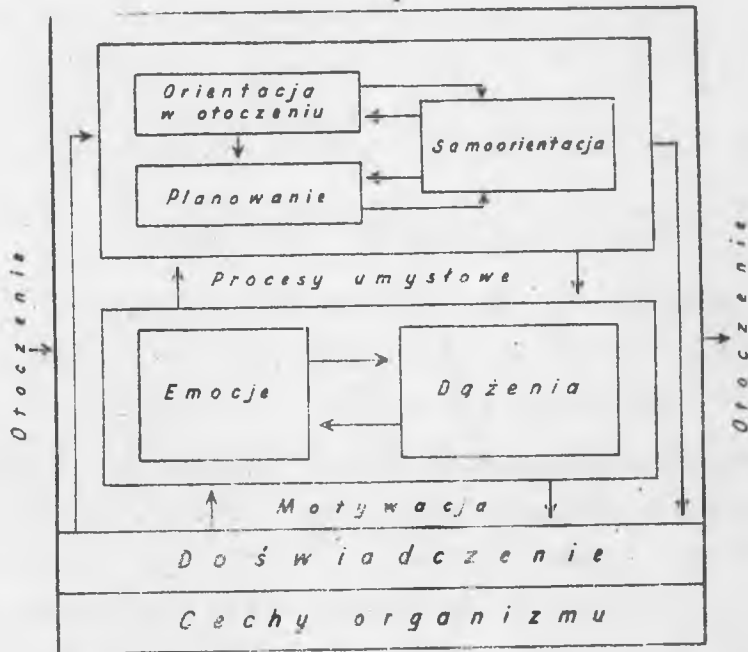 Orientacja
w otoczeniu
Samoorientacja
Planowanie
Procesy umysłowe
Otoczenie
Otoczenie
Emocje
Dążenia
Motywacja
Doświadczenie
Cechy organizmu